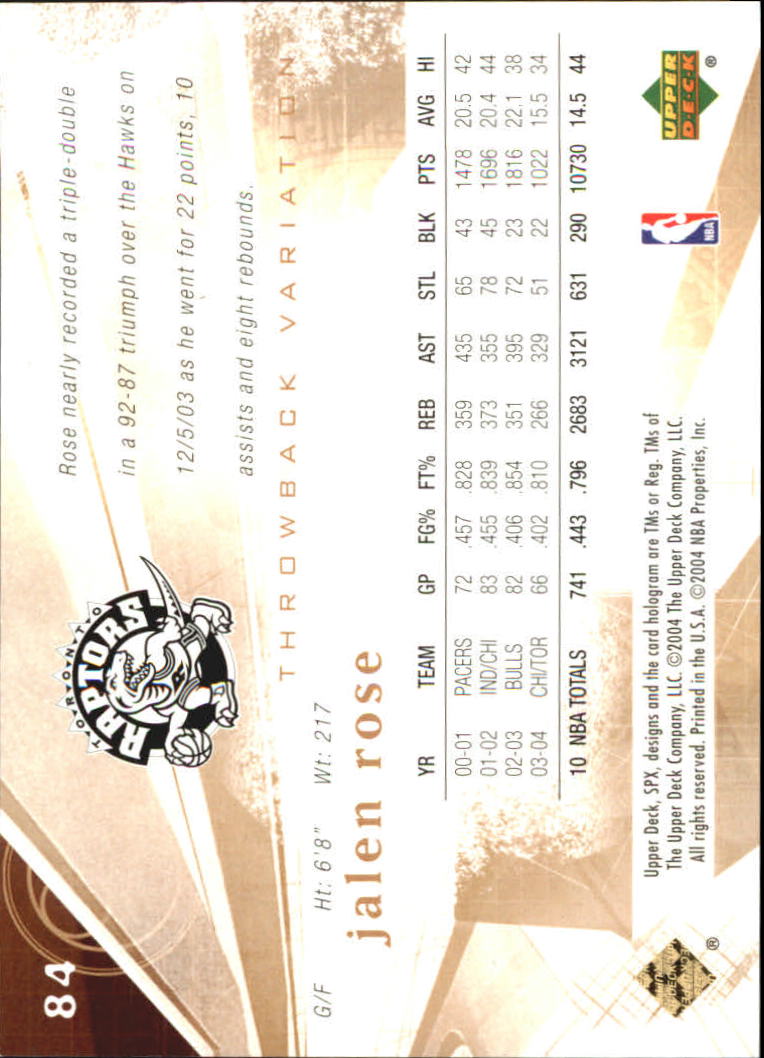 84
TORONTO
RAPTORS
Rose nearly recorded a triple-double
in a 92-87 triumph over the Hawks on
12/5/03 as he went for 22 points, 10
assists and eight rebounds.
THROWBACK VARIATION
G/F Ht: 6'8" Wt: 217
jalen rose
YR TEAM GP FG% FT% REB AST STL BLK PTS AVG HI
00-01 PACERS 72 .457 .828 359 435 65 43 1478 20.5 42
01-02 IND/CHI 83 .455 .839 373 355 78 45 1696 20.4 44
02-03 BULLS 82 .406 .854 351 395 72 23 1816 22.1 38
03-04 CHI/TOR 66 .402 .810 266 329 51 22 1022 15.5 34
10 NBA TOTALS 741 .443 .796 2683 3121 631 290 10730 14.5 44
Upper Deck, SPX, designs and the card hologram are TMs or Reg. TMs of
The Upper Deck Company, LLC. ©2004 The Upper Deck Company, LLC.
All rights reserved. Printed in the U.S.A. ©2004 NBA Properties, Inc.
®
NBA
UPPER
D·E·C·K
®